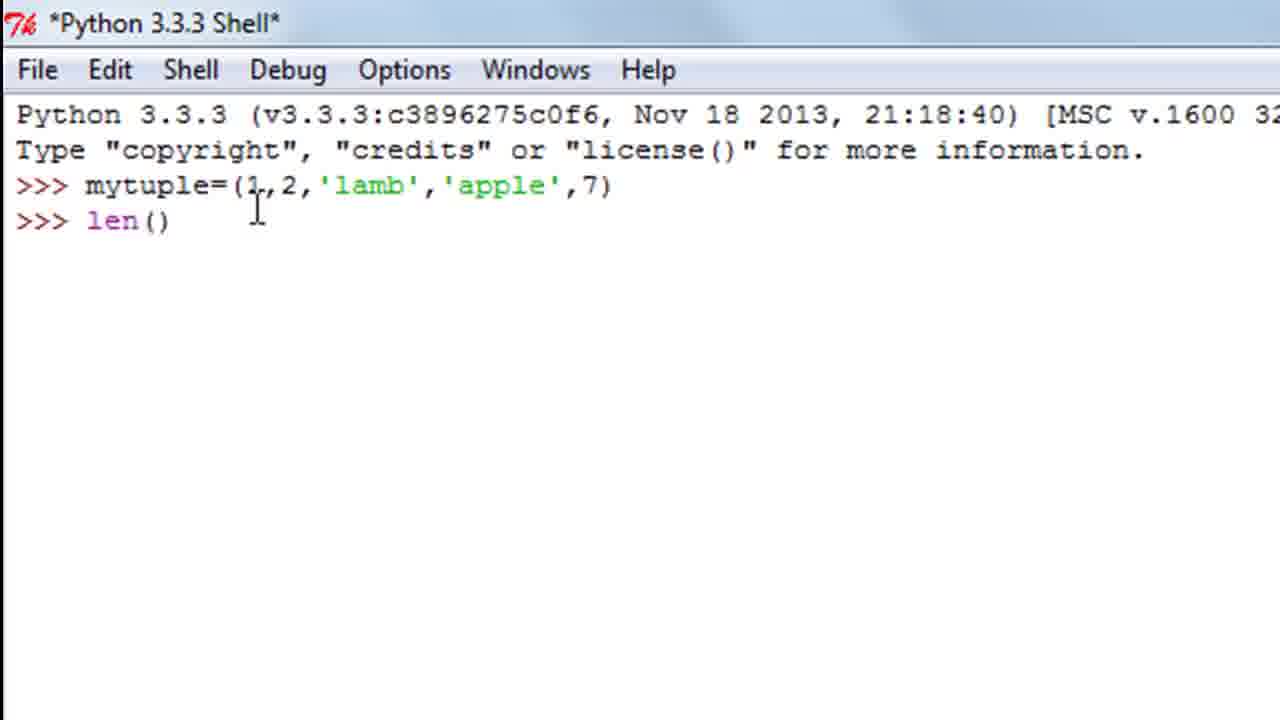 *Python 3.3.3 Shell*
File Edit Shell Debug Options Windows Help
Python 3.3.3 (v3.3.3:c3896275c0f6, Nov 18 2013, 21:18:40) [MSC v.1600 32
Type "copyright", "credits" or "license()" for more information.
>>> mytuple=(1,2,'lamb','apple',7)
>>> len()